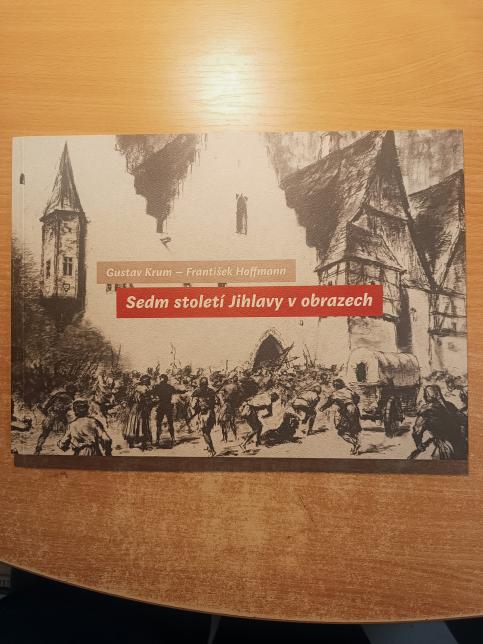 Gustav Krum – František Hoffmann
Sedm století Jihlavy v obrazech